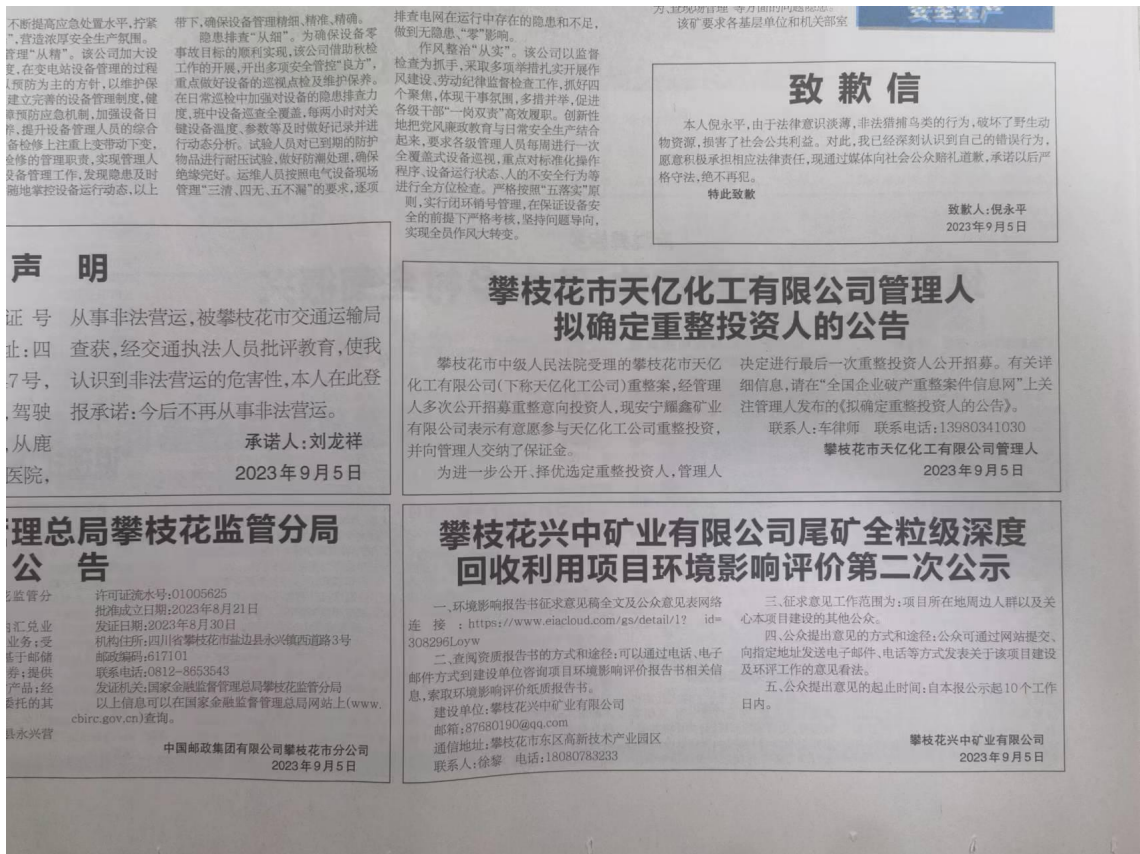 不断提高应急处置水平,拧紧
”,营造浓厚安全生产氛围。
管理“从精”。该公司加大设
度,在变电站设备管理的过程
以预防为主的方针,以维护保
建立完善的设备管理制度,健
障预防应急机制,加强设备日
养,提升设备管理人员的综合
备检修上注重上变带动下变,
检修的管理职责,实现管理人
设备管理工作,发现隐患及时
随地掌控设备运行动态,以上
带下,确保设备管理精细、精准、精确。
隐患排查“从细”。为确保设备零
事故目标的顺利实现,该公司借助秋检
工作的开展,开出多项安全管控“良方”,
重点做好设备的巡视点检及维护保养。
在日常巡检中加强对设备的隐患排查力
度,班中设备巡查全覆盖,每两小时对关
键设备温度、参数等及时做好记录并进
行动态分析。试验人员对已到期的防护
物品进行耐压试验,做好防潮处理,确保
绝缘完好。运维人员按照电气设备现场
管理“三清、四无、五不漏”的要求,逐项
排查电网在运行中存在的隐患和不足,
做到无隐患、“零”影响。
作风整治“从实”。该公司以监督
检查为抓手,采取多项举措扎实开展作
风建设、劳动纪律监督检查工作,抓好四
个聚焦,体现干事氛围,多措并举,促进
各级干部“一岗双责”高效履职。创新性
地把党风廉政教育与日常安全生产结合
起来,要求各级管理人员每周进行一次
全覆盖式设备巡视,重点对标准化操作
程序、设备运行状态、人的不安全行为等
进行全方位检查。严格按照“五落实”原
则,实行闭环销号管理,在保证设备安
全的前提下严格考核,坚持问题导向,
实现全员作风大转变。
该矿要求各基层单位和机关部室
安全生产
致歉信
本人倪永平,由于法律意识淡薄,非法猎捕鸟类的行为,破坏了野生动
物资源,损害了社会公共利益。对此,我已经深刻认识到自己的错误行为,
愿意积极承担相应法律责任,现通过媒体向社会公众赔礼道歉,承诺以后严
格守法,绝不再犯。
特此致歉
致歉人:倪永平
2023年9月5日
声明
证号
址:四
7号,
,驾驶
,从鹿
医院,
从事非法营运,被攀枝花市交通运输局
查获,经交通执法人员批评教育,使我
认识到非法营运的危害性,本人在此登
报承诺:今后不再从事非法营运。
承诺人:刘龙祥
2023年9月5日
攀枝花市天亿化工有限公司管理人
拟确定重整投资人的公告
攀枝花市中级人民法院受理的攀枝花市天亿
化工有限公司(下称天亿化工公司)重整案,经管理
人多次公开招募重整意向投资人,现安宁耀鑫矿业
有限公司表示有意愿参与天亿化工公司重整投资,
并向管理人交纳了保证金。
为进一步公开、择优选定重整投资人,管理人
决定进行最后一次重整投资人公开招募。有关详
细信息,请在“全国企业破产重整案件信息网”上关
注管理人发布的《拟确定重整投资人的公告》。
联系人:车律师 联系电话:13980341030
攀枝花市天亿化工有限公司管理人
2023年9月5日
管理总局攀枝花监管分局
公告
花监管分
内汇兑业
业务;受
基于邮储
券;提供
产品;经
委托的其
县永兴营
许可证流水号:01005625
批准成立日期:2023年8月21日
发证日期:2023年8月30日
机构住所:四川省攀枝花市盐边县永兴镇西道路3号
邮政编码:617101
联系电话:0812-8653543
发证机关:国家金融监督管理总局攀枝花监管分局
以上信息可以在国家金融监督管理总局网站上(www.
cbirc.gov.cn)查询。
中国邮政集团有限公司攀枝花市分公司
2023年9月5日
攀枝花兴中矿业有限公司尾矿全粒级深度
回收利用项目环境影响评价第二次公示
一、环境影响报告书征求意见稿全文及公众意见表网络
连接:https://www.eiacloud.com/gs/detail/1? id=
308296Loyw
二、查阅资质报告书的方式和途径:可以通过电话、电子
邮件方式到建设单位咨询项目环境影响评价报告书相关信
息,索取环境影响评价纸质报告书。
建设单位:攀枝花兴中矿业有限公司
邮箱:87680190@qq.com
通信地址:攀枝花市东区高新技术产业园区
联系人:徐黎 电话:18080783233
三、征求意见工作范围为:项目所在地周边人群以及关
心本项目建设的其他公众。
四、公众提出意见的方式和途径:公众可通过网站提交、
向指定地址发送电子邮件、电话等方式发表关于该项目建设
及环评工作的意见看法。
五、公众提出意见的起止时间:自本报公示起10个工作
日内。
攀枝花兴中矿业有限公司
2023年9月5日